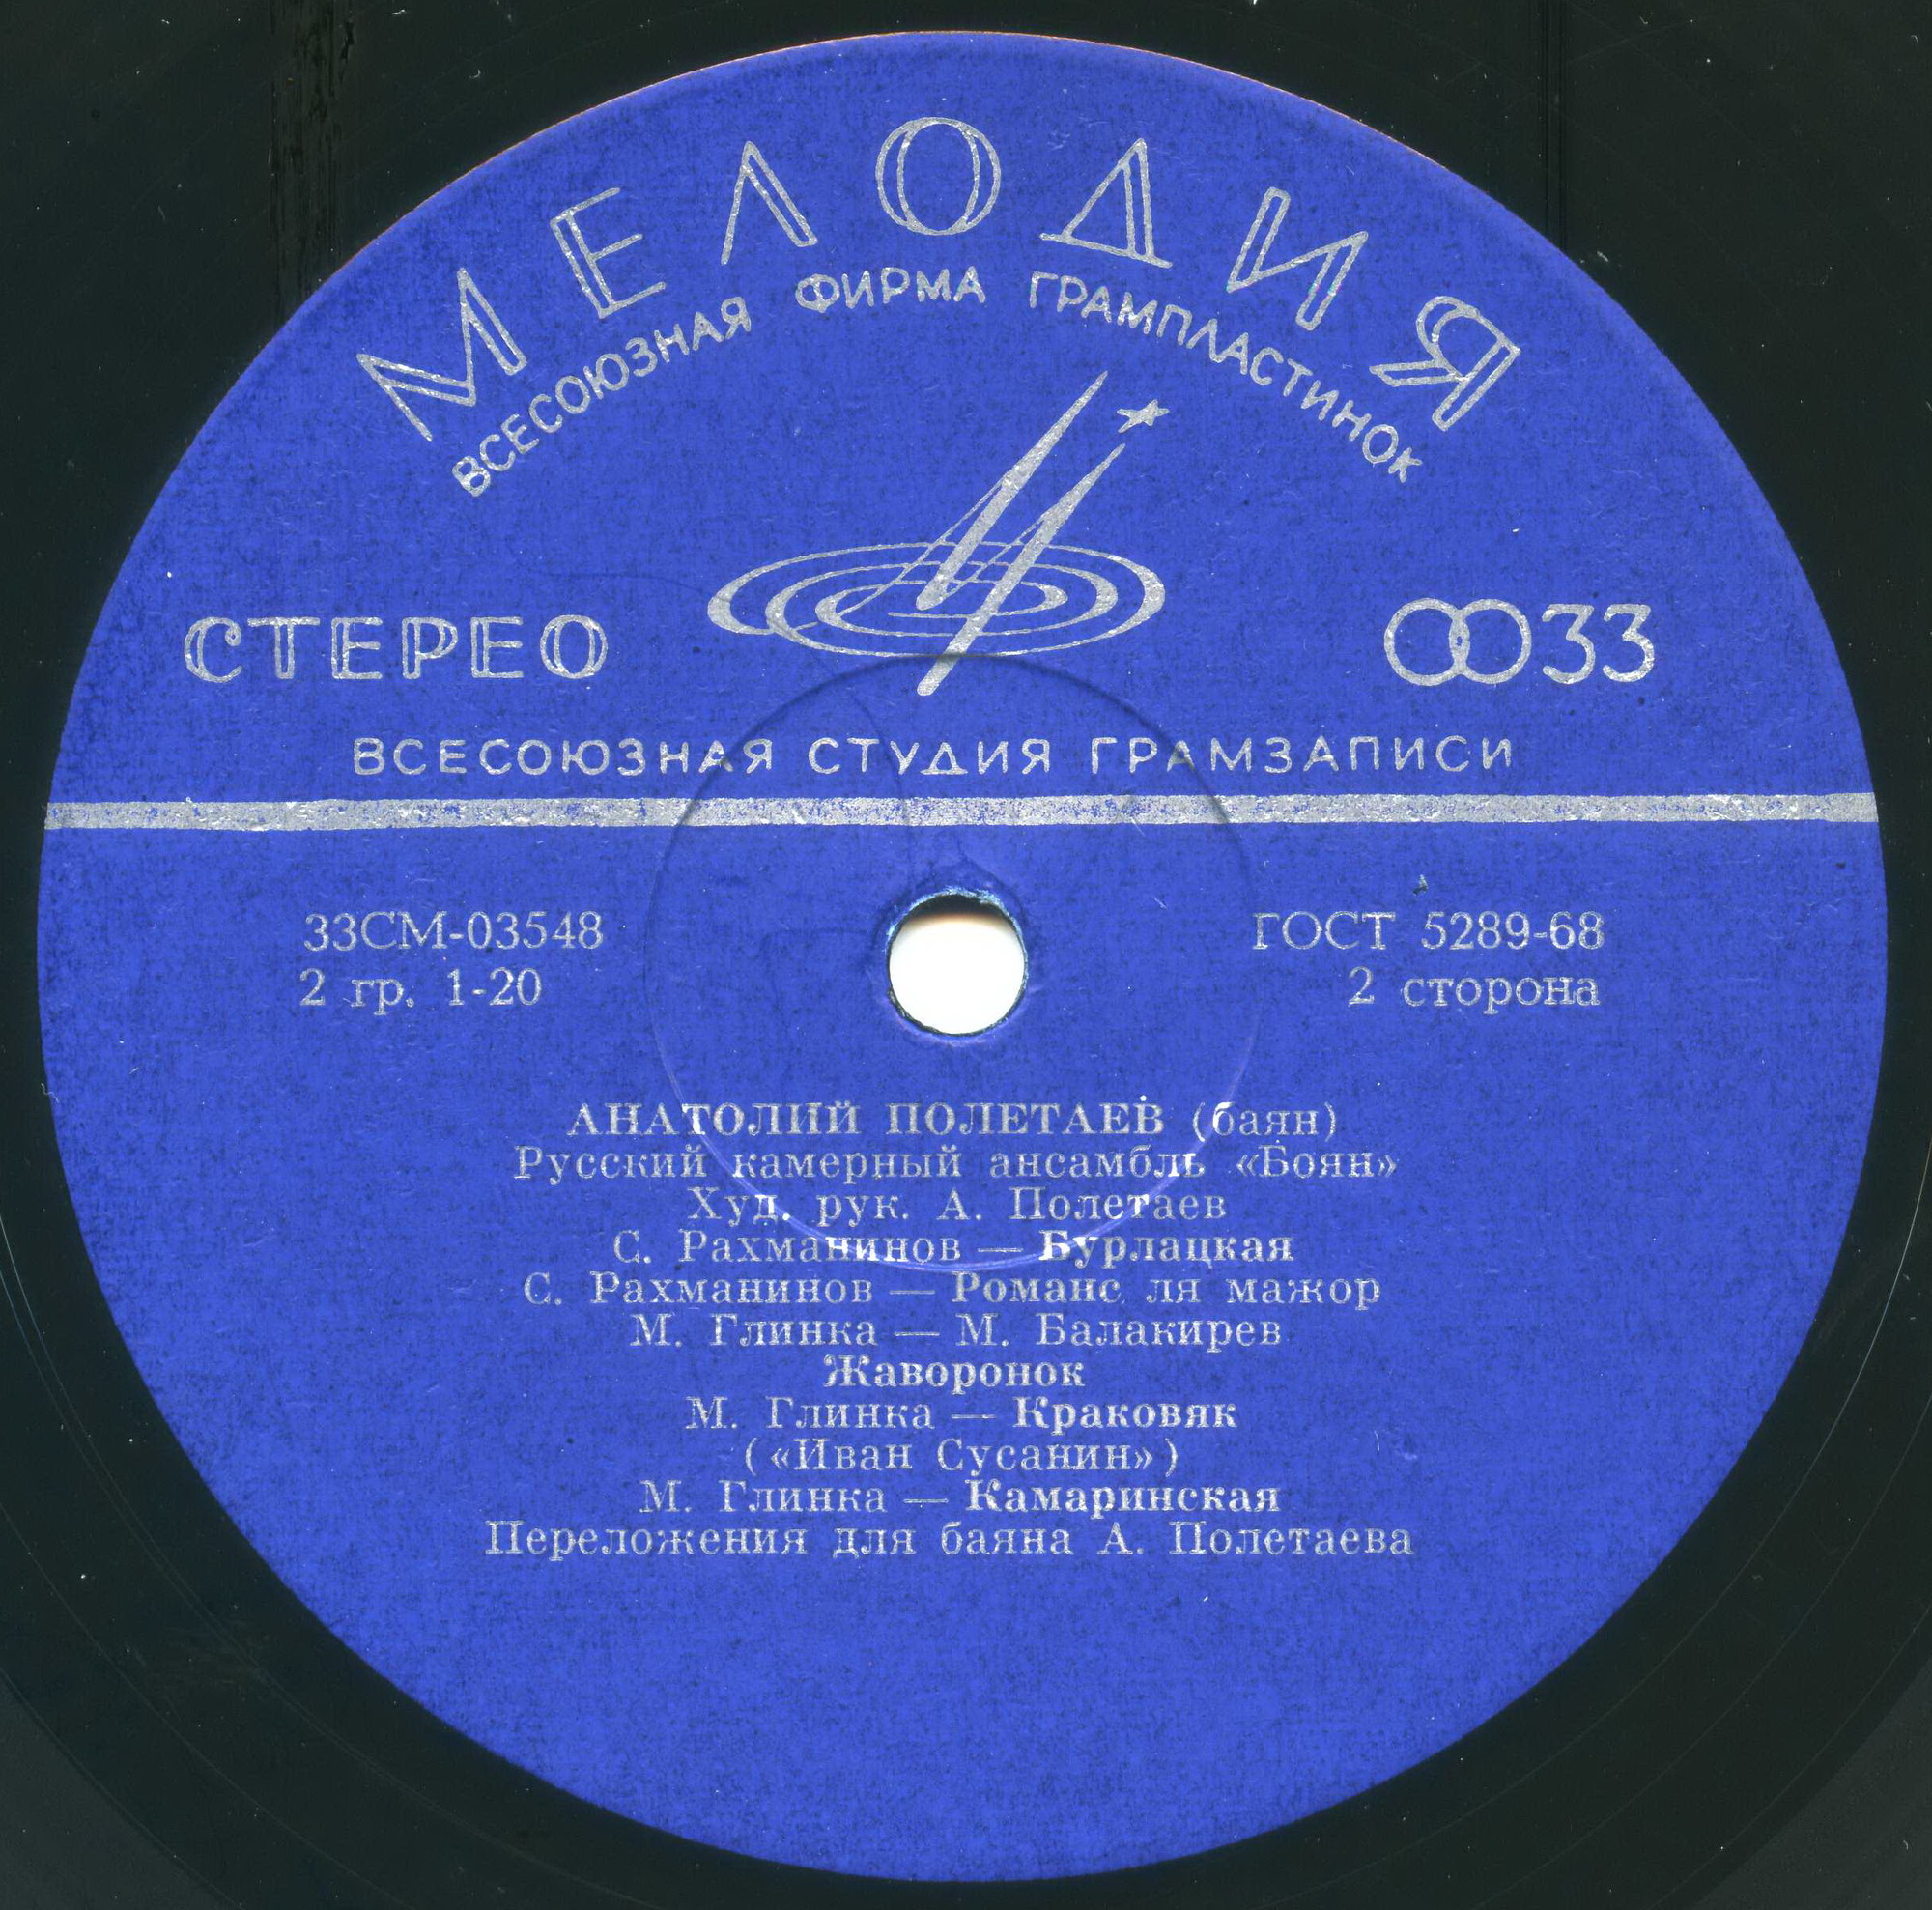 МЕЛОДИЯ
ВСЕСОЮЗНАЯ ФИРМА ГРАМПЛАСТИНОК
СТЕРЕО
33
ВСЕСОЮЗНАЯ СТУДИЯ ГРАМЗАПИСИ
33СМ-03548
ГОСТ 5289-68
2 гр. 1-20
2 сторона
АНАТОЛИЙ ПОЛЕТАЕВ (баян)
Русский камерный ансамбль «Боян»
Худ. рук. А. Полетаев
С. Рахманинов — Бурлацкая
С. Рахманинов — Романс ля мажор
М. Глинка — М. Балакирев
Жаворонок
М. Глинка — Краковяк
(«Иван Сусанин»)
М. Глинка — Камаринская
Переложения для баяна А. Полетаева